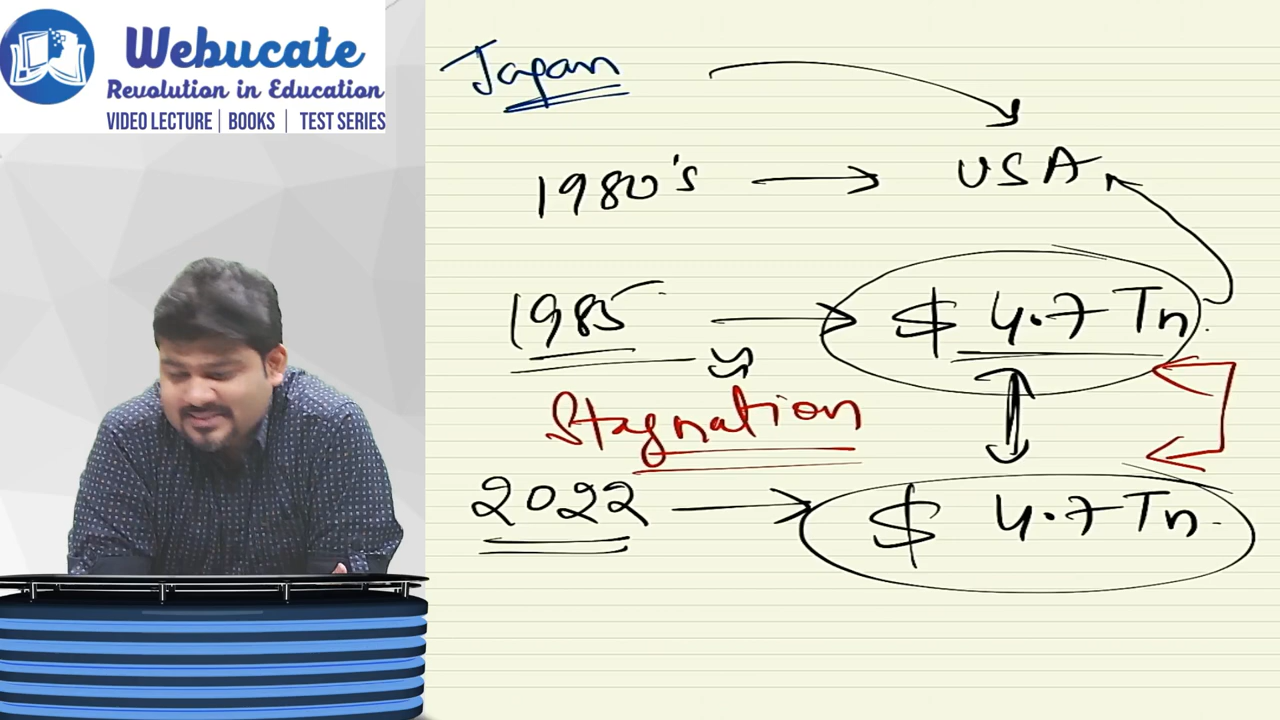 Webucate
Revolution in Education
VIDEO LECTURE | BOOKS | TEST SERIES
Japan
1980's → USA
1985 → $ 4.7 Tn.
Stagnation
2022 → $ 4.7 Tn.